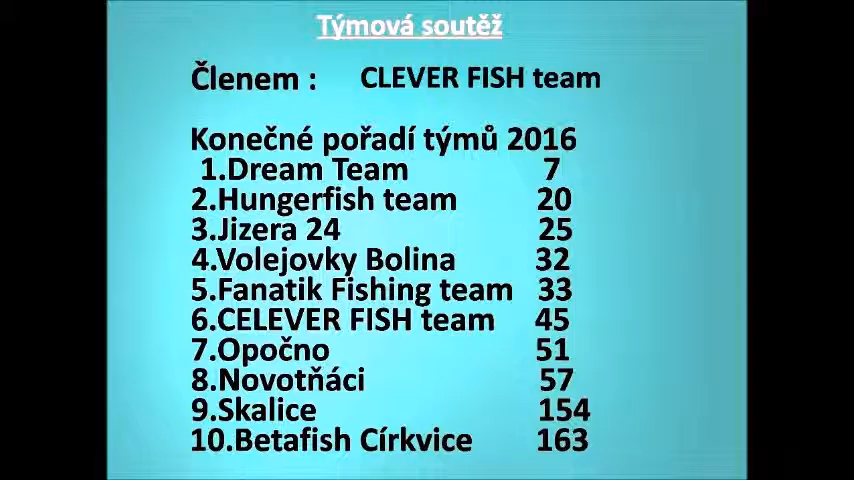 Týmová soutěž
Členem : CLEVER FISH team
Konečné pořadí týmů 2016
1.Dream Team 7
2.Hungerfish team 20
3.Jizera 24 25
4.Volejovky Bolina 32
5.Fanatik Fishing team 33
6.CELEVER FISH team 45
7.Opočno 51
8.Novotňáci 57
9.Skalice 154
10.Betafish Církvice 163